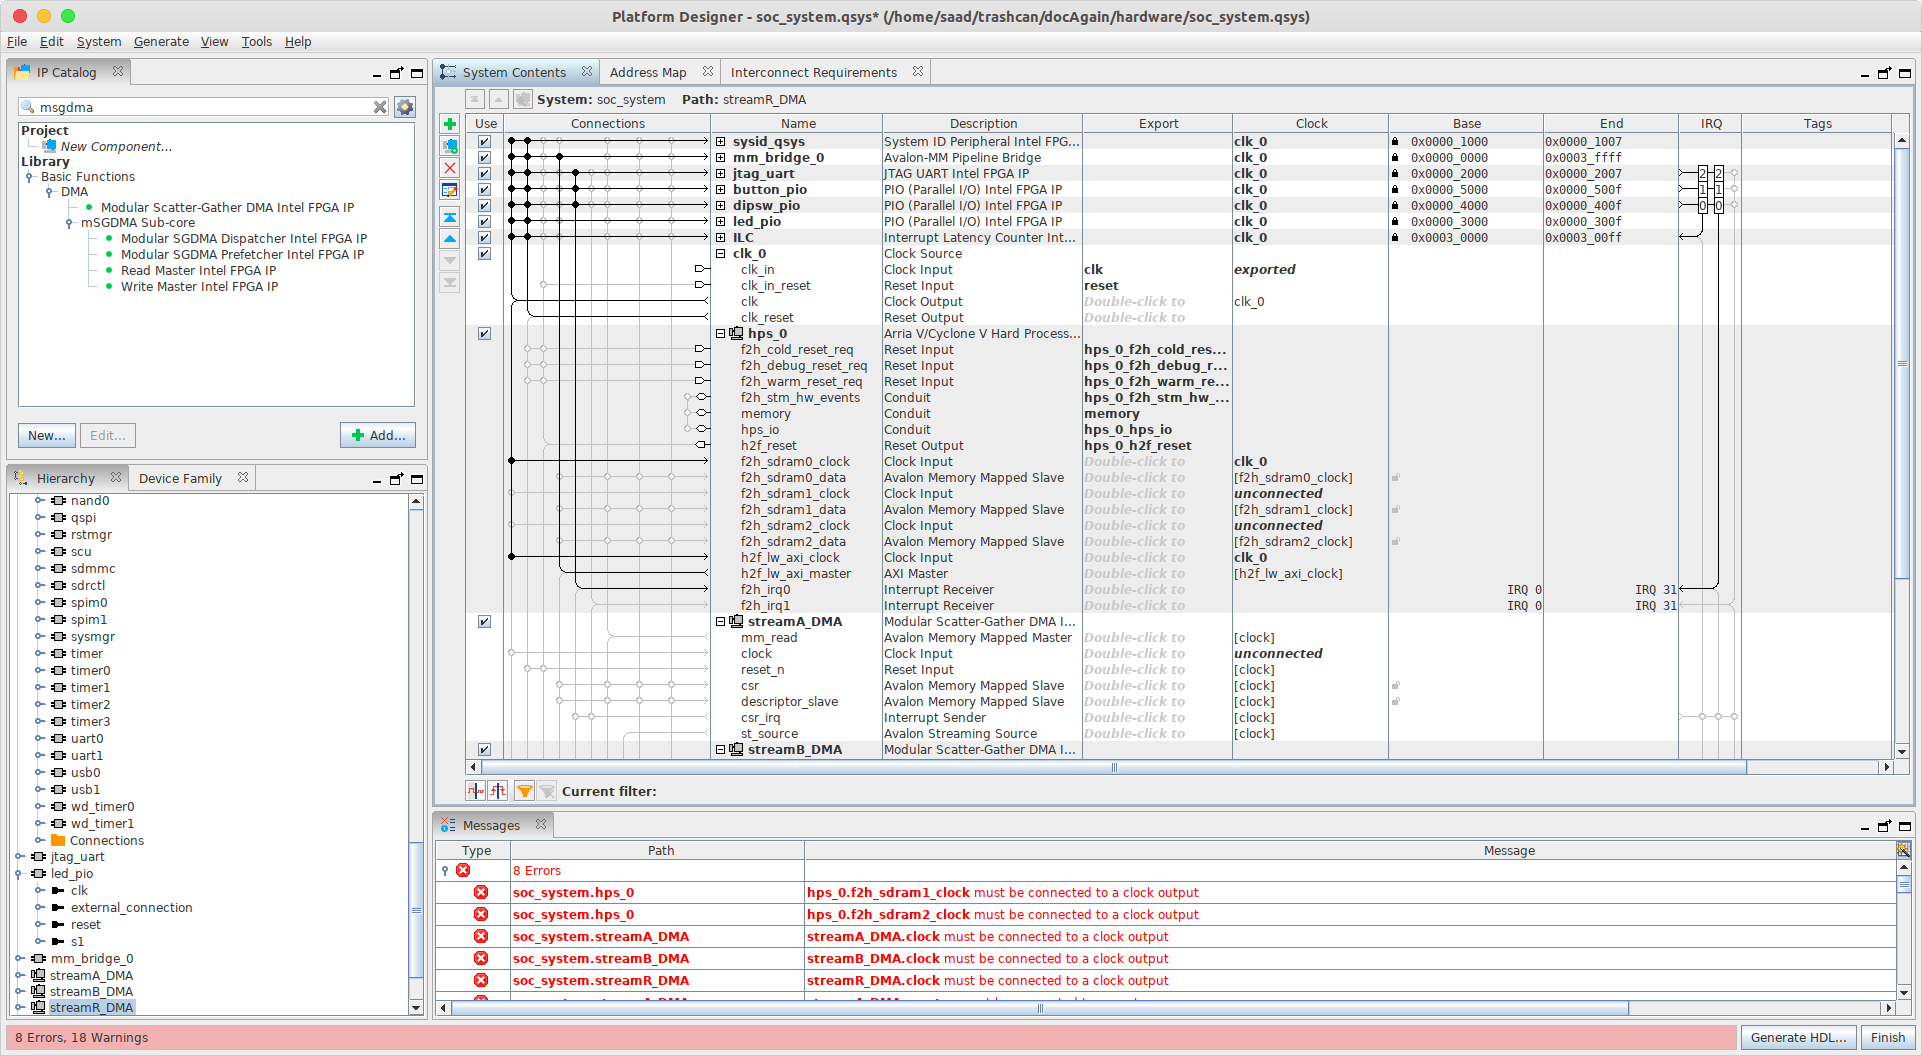 Platform Designer - soc_system.qsys* (/home/saad/trashcan/docAgain/hardware/soc_system.qsys)
File Edit System Generate View Tools Help
IP Catalog
msgdma
Project
New Component...
Library
Basic Functions
DMA
Modular Scatter-Gather DMA Intel FPGA IP
mSGDMA Sub-core
Modular SGDMA Dispatcher Intel FPGA IP
Modular SGDMA Prefetcher Intel FPGA IP
Read Master Intel FPGA IP
Write Master Intel FPGA IP
New... Edit... Add...
Hierarchy Device Family
nand0
qspi
rstmgr
scu
sdmmc
sdrctl
spim0
spim1
sysmgr
timer
timer0
timer1
timer2
timer3
uart0
uart1
usb0
usb1
wd_timer0
wd_timer1
Connections
jtag_uart
led_pio
clk
external_connection
reset
s1
mm_bridge_0
streamA_DMA
streamB_DMA
streamR_DMA
System Contents Address Map Interconnect Requirements
System: soc_system Path: streamR_DMA
Use Connections Name Description Export Clock Base End IRQ Tags
sysid_qsys System ID Peripheral Intel FPG... clk_0 0x0000_1000 0x0000_1007
mm_bridge_0 Avalon-MM Pipeline Bridge clk_0 0x0000_0000 0x0003_ffff
jtag_uart JTAG UART Intel FPGA IP clk_0 0x0000_2000 0x0000_2007 2 2
button_pio PIO (Parallel I/O) Intel FPGA IP clk_0 0x0000_5000 0x0000_500f 1 1
dipsw_pio PIO (Parallel I/O) Intel FPGA IP clk_0 0x0000_4000 0x0000_400f 0 0
led_pio PIO (Parallel I/O) Intel FPGA IP clk_0 0x0000_3000 0x0000_300f
ILC Interrupt Latency Counter Int... clk_0 0x0003_0000 0x0003_00ff
clk_0 Clock Source
clk_in Clock Input clk exported
clk_in_reset Reset Input reset
clk Clock Output Double-click to clk_0
clk_reset Reset Output Double-click to
hps_0 Arria V/Cyclone V Hard Process...
f2h_cold_reset_req Reset Input hps_0_f2h_cold_res...
f2h_debug_reset_req Reset Input hps_0_f2h_debug_r...
f2h_warm_reset_req Reset Input hps_0_f2h_warm_re...
f2h_stm_hw_events Conduit hps_0_f2h_stm_hw_...
memory Conduit memory
hps_io Conduit hps_0_hps_io
h2f_reset Reset Output hps_0_h2f_reset
f2h_sdram0_clock Clock Input Double-click to clk_0
f2h_sdram0_data Avalon Memory Mapped Slave Double-click to [f2h_sdram0_clock]
f2h_sdram1_clock Clock Input Double-click to unconnected
f2h_sdram1_data Avalon Memory Mapped Slave Double-click to [f2h_sdram1_clock]
f2h_sdram2_clock Clock Input Double-click to unconnected
f2h_sdram2_data Avalon Memory Mapped Slave Double-click to [f2h_sdram2_clock]
h2f_lw_axi_clock Clock Input Double-click to clk_0
h2f_lw_axi_master AXI Master Double-click to [h2f_lw_axi_clock]
f2h_irq0 Interrupt Receiver Double-click to IRQ 0 IRQ 31
f2h_irq1 Interrupt Receiver Double-click to IRQ 0 IRQ 31
streamA_DMA Modular Scatter-Gather DMA I...
mm_read Avalon Memory Mapped Master Double-click to [clock]
clock Clock Input Double-click to unconnected
reset_n Reset Input Double-click to [clock]
csr Avalon Memory Mapped Slave Double-click to [clock]
descriptor_slave Avalon Memory Mapped Slave Double-click to [clock]
csr_irq Interrupt Sender Double-click to [clock]
st_source Avalon Streaming Source Double-click to [clock]
streamB_DMA Modular Scatter-Gather DMA I...
Current filter:
Messages
Type Path Message
8 Errors
soc_system.hps_0 hps_0.f2h_sdram1_clock must be connected to a clock output
soc_system.hps_0 hps_0.f2h_sdram2_clock must be connected to a clock output
soc_system.streamA_DMA streamA_DMA.clock must be connected to a clock output
soc_system.streamB_DMA streamB_DMA.clock must be connected to a clock output
soc_system.streamR_DMA streamR_DMA.clock must be connected to a clock output
8 Errors, 18 Warnings
Generate HDL... Finish